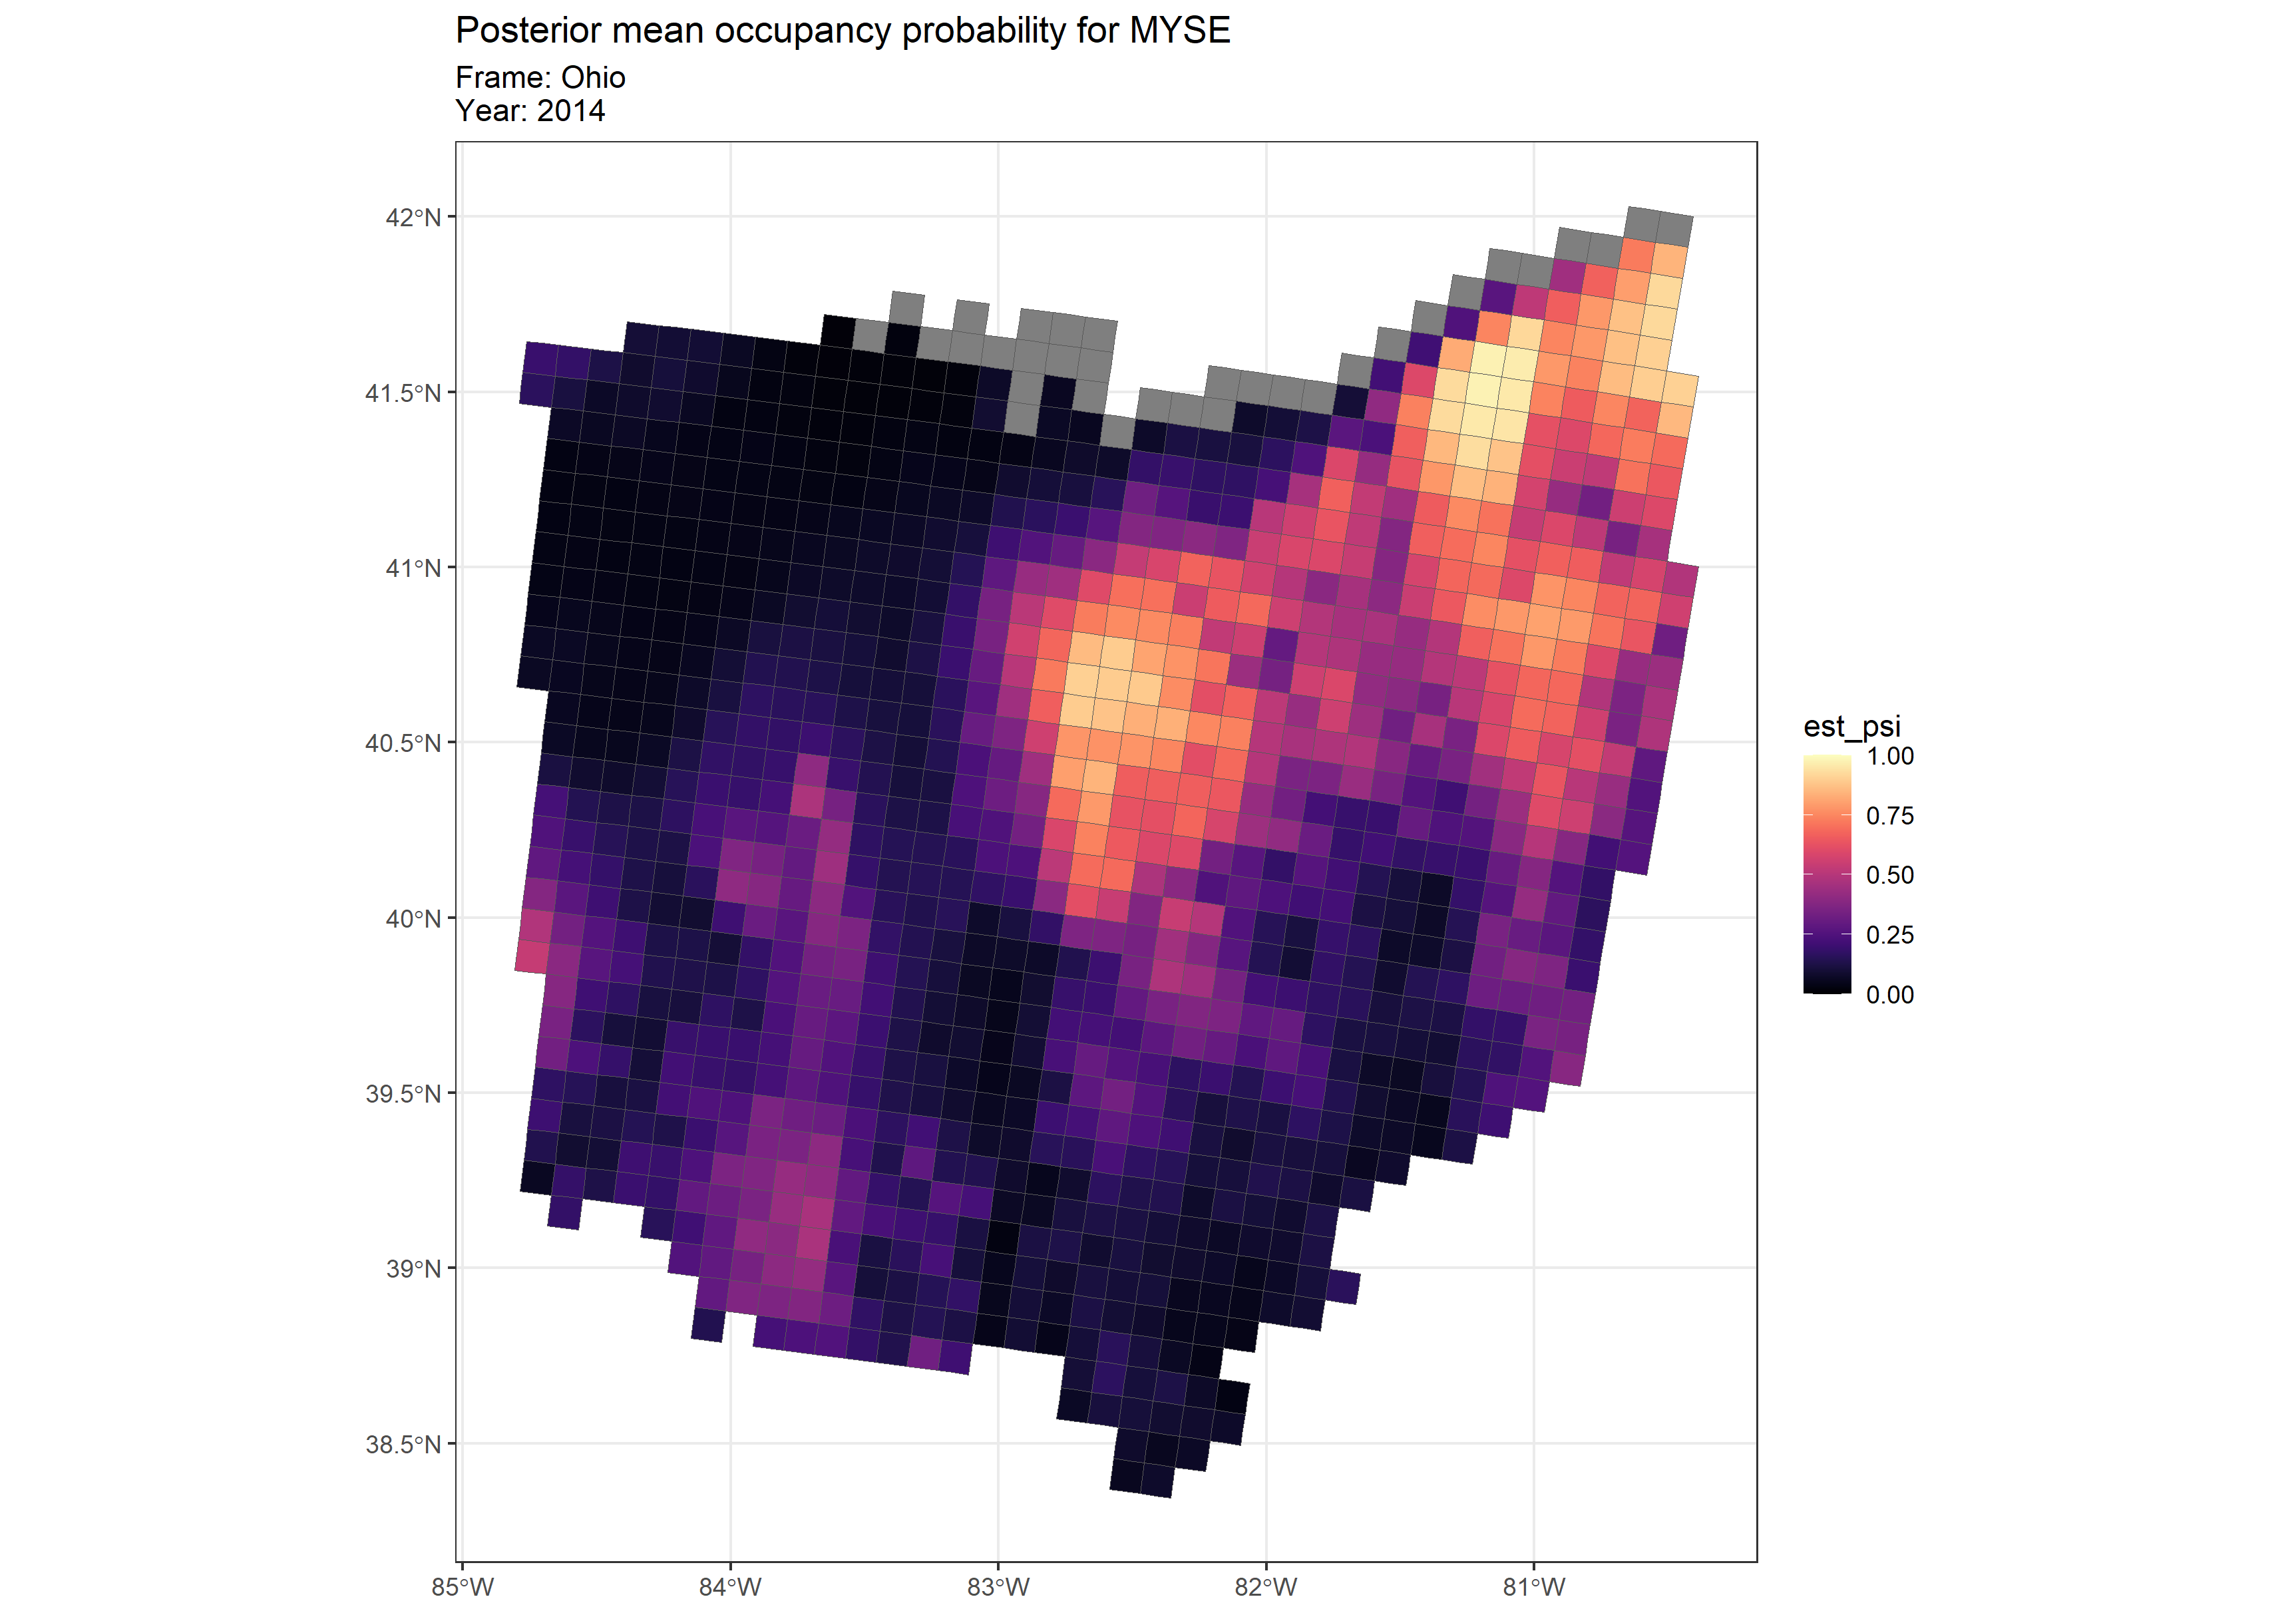 Posterior mean occupancy probability for MYSE
Frame: Ohio
Year: 2014
42°N
41.5°N
41°N
40.5°N
40°N
39.5°N
39°N
38.5°N
85°W
84°W
83°W
82°W
81°W
est_psi
1.00
0.75
0.50
0.25
0.00